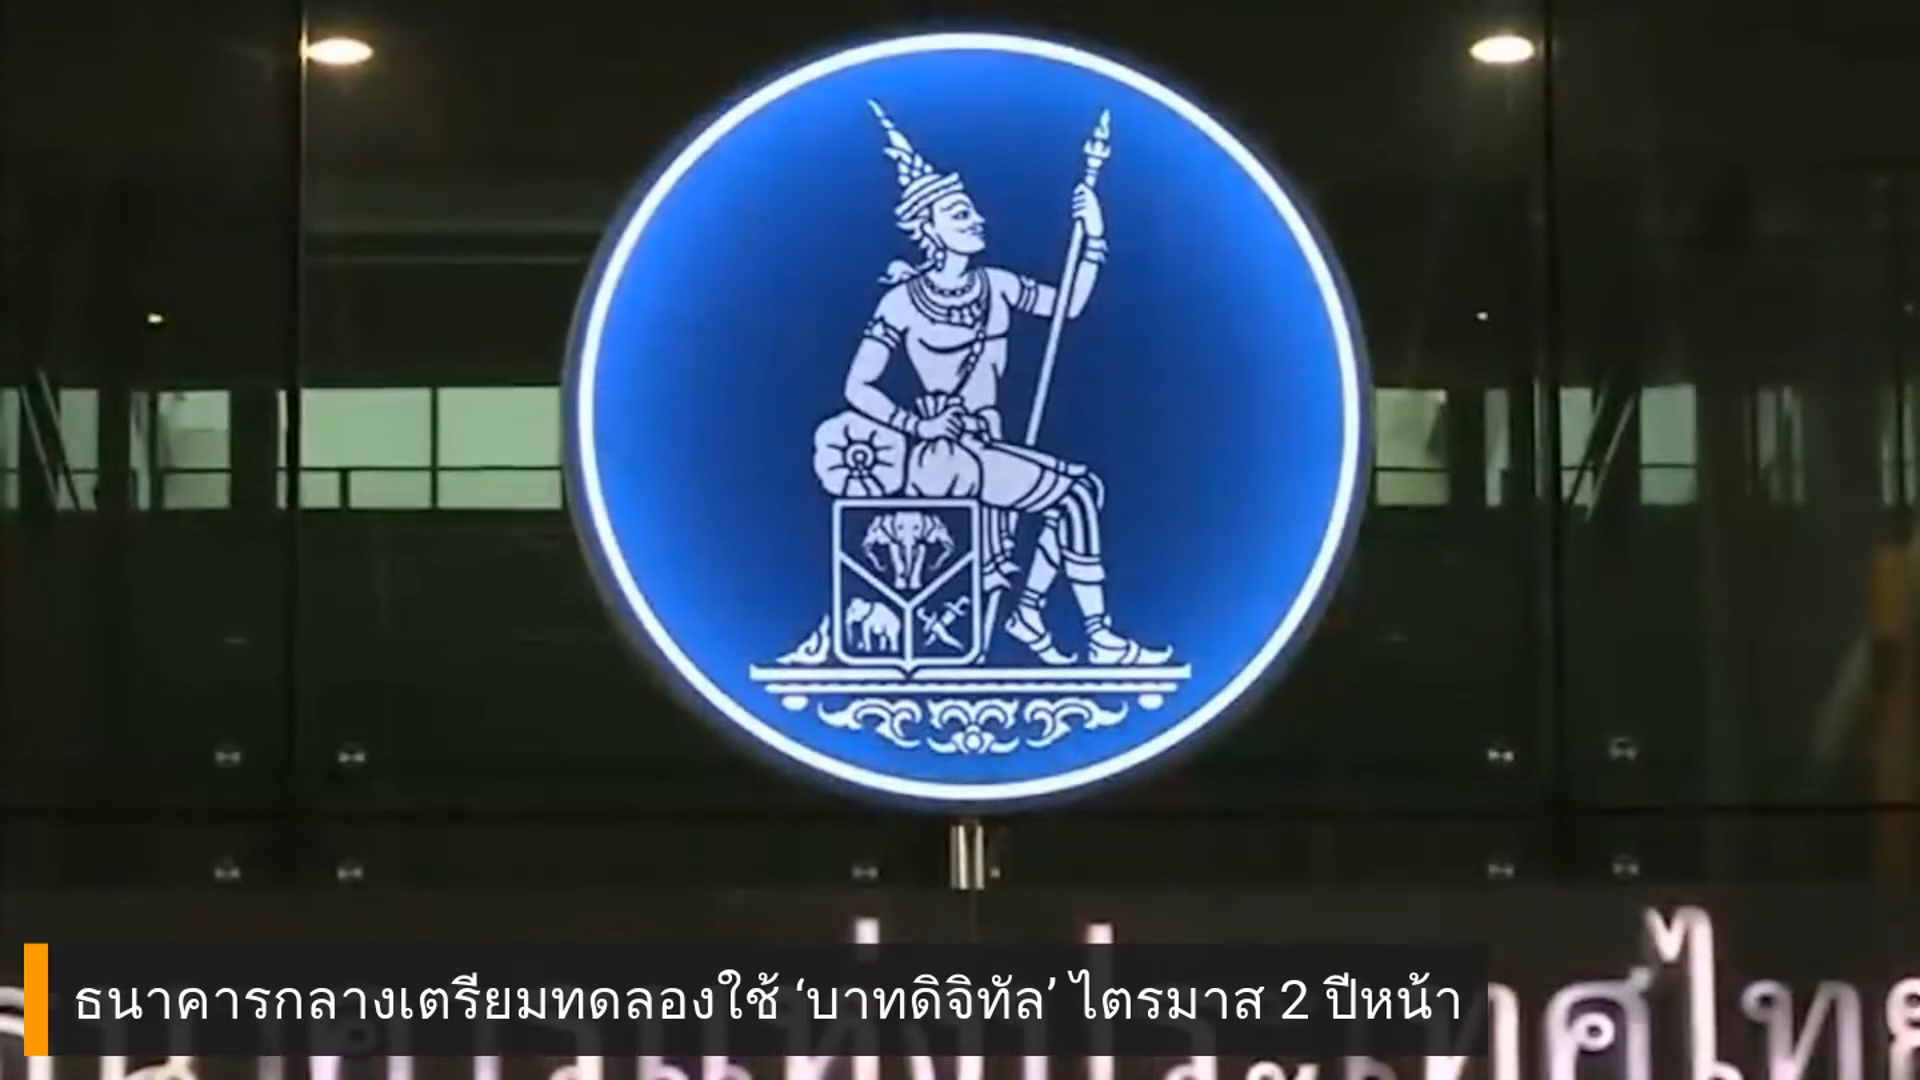 ธนาคารกลางเตรียมทดลองใช้ ‘บาทดิจิทัล’ ไตรมาส 2 ปีหน้า